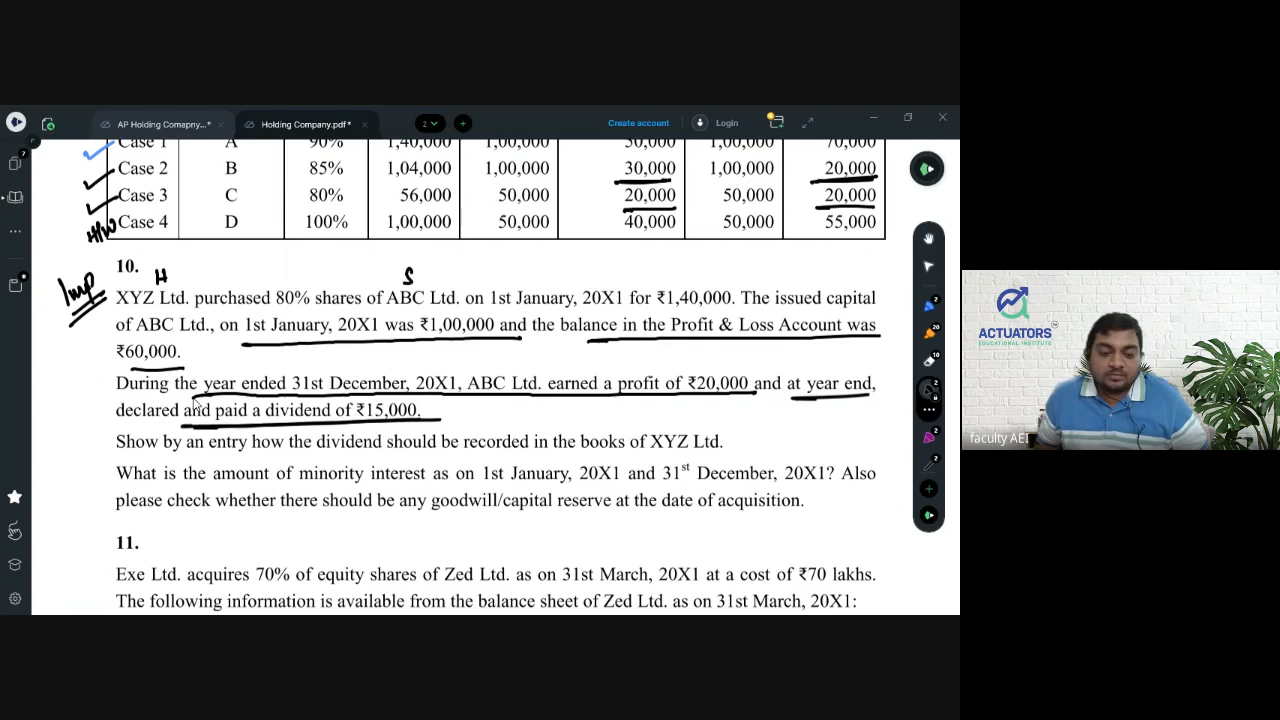 AP Holding Comapny...* × Holding Company.pdf* × 2 + Create account Login
Case 1 A 90% 1,40,000 1,00,000 50,000 1,00,000 70,000
Case 2 B 85% 1,04,000 1,00,000 30,000 1,00,000 20,000
Case 3 C 80% 56,000 50,000 20,000 50,000 20,000
H/W Case 4 D 100% 1,00,000 50,000 40,000 50,000 55,000
10.
H S
Imp
XYZ Ltd. purchased 80% shares of ABC Ltd. on 1st January, 20X1 for ₹1,40,000. The issued capital
of ABC Ltd., on 1st January, 20X1 was ₹1,00,000 and the balance in the Profit & Loss Account was
₹60,000.
During the year ended 31st December, 20X1, ABC Ltd. earned a profit of ₹20,000 and at year end,
declared and paid a dividend of ₹15,000.
Show by an entry how the dividend should be recorded in the books of XYZ Ltd.
What is the amount of minority interest as on 1st January, 20X1 and 31st December, 20X1? Also
please check whether there should be any goodwill/capital reserve at the date of acquisition.
11.
Exe Ltd. acquires 70% of equity shares of Zed Ltd. as on 31st March, 20X1 at a cost of ₹70 lakhs.
The following information is available from the balance sheet of Zed Ltd. as on 31st March, 20X1:
ACTUATORS
EDUCATIONAL INSTITUTE
faculty AEI